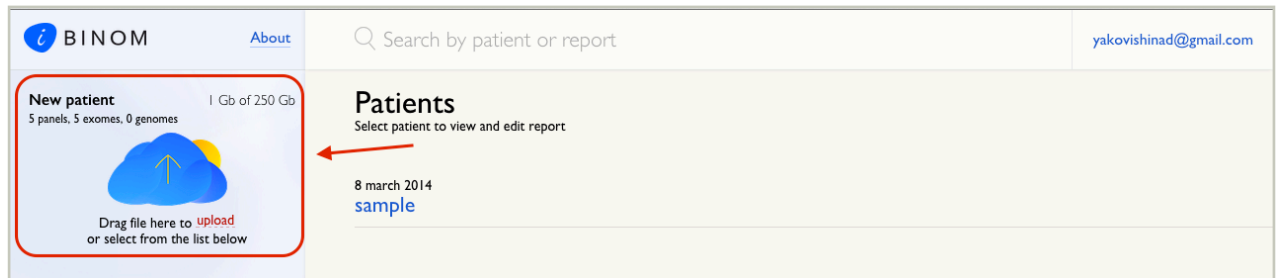 i BINOM
About
Search by patient or report
yakovishinad@gmail.com
New patient
1 Gb of 250 Gb
5 panels, 5 exomes, 0 genomes
Drag file here to upload
or select from the list below
Patients
Select patient to view and edit report
8 march 2014
sample